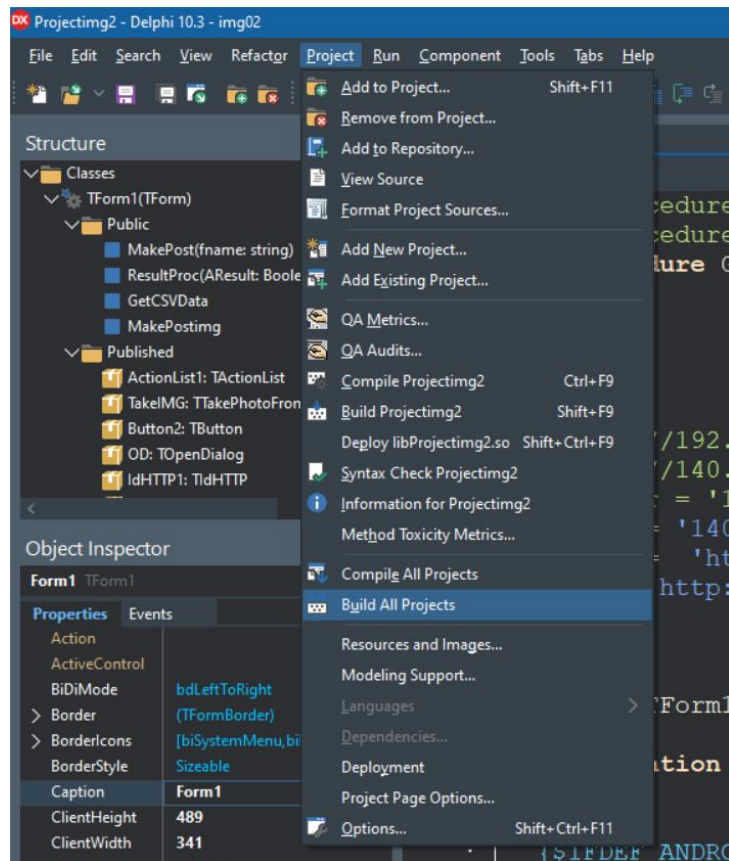 Projectimg2 - Delphi 10.3 - img02
File Edit Search View Refactor Project Run Component Tools Tabs Help
Structure
Classes
TForm1(TForm)
Public
MakePost(fname: string)
ResultProc(AResult: Boole
GetCSVData
MakePostimg
Published
ActionList1: TActionList
TakeIMG: TTakePhotoFron
Button2: TButton
OD: TOpenDialog
IdHTTP1: TIdHTTP
Object Inspector
Form1 TForm1
Properties Events
Action
ActiveControl
BiDiMode bdLeftToRight
Border (TFormBorder)
BorderIcons [biSystemMenu,bi
BorderStyle Sizeable
Caption Form1
ClientHeight 489
ClientWidth 341
Add to Project... Shift+F11
Remove from Project...
Add to Repository...
View Source
Format Project Sources...
Add New Project...
Add Existing Project...
QA Metrics...
QA Audits...
Compile Projectimg2 Ctrl+F9
Build Projectimg2 Shift+F9
Deploy libProjectimg2.so Shift+Ctrl+F9
Syntax Check Projectimg2
Information for Projectimg2
Method Toxicity Metrics...
Compile All Projects
Build All Projects
Resources and Images...
Modeling Support...
Languages
Dependencies...
Deployment
Project Page Options...
Options... Shift+Ctrl+F11
cedure
cedure
dure G
//192.
//140.
= '1
= '140
= 'ht
http:
TForm1
tion
{$IFDEF ANDRO